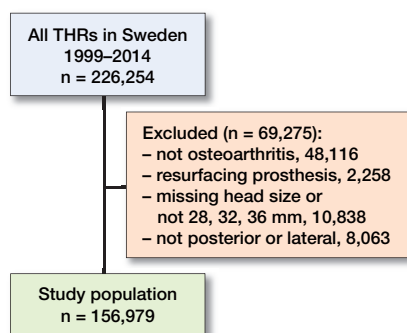 All THRs in Sweden
1999–2014
n = 226,254
Excluded (n = 69,275):
– not osteoarthritis, 48,116
– resurfacing prosthesis, 2,258
– missing head size or
not 28, 32, 36 mm, 10,838
– not posterior or lateral, 8,063
Study population
n = 156,979